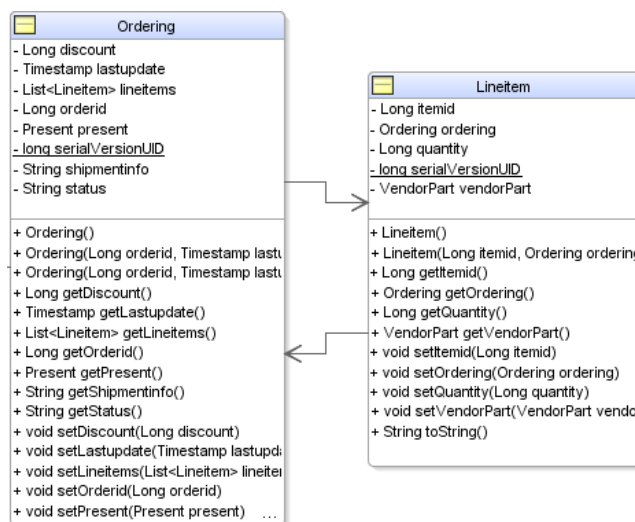 Ordering
- Long discount
- Timestamp lastupdate
- List<Lineitem> lineitems
- Long orderid
- Present present
- long serialVersionUID
- String shipmentinfo
- String status
+ Ordering()
+ Ordering(Long orderid, Timestamp lastu
+ Ordering(Long orderid, Timestamp lastu
+ Long getDiscount()
+ Timestamp getLastupdate()
+ List<Lineitem> getLineitems()
+ Long getOrderid()
+ Present getPresent()
+ String getShipmentinfo()
+ String getStatus()
+ void setDiscount(Long discount)
+ void setLastupdate(Timestamp lastupda
+ void setLineitems(List<Lineitem> lineiter
+ void setOrderid(Long orderid)
+ void setPresent(Present present) ...
Lineitem
- Long itemid
- Ordering ordering
- Long quantity
- long serialVersionUID
- VendorPart vendorPart
+ Lineitem()
+ Lineitem(Long itemid, Ordering ordering
+ Long getItemid()
+ Ordering getOrdering()
+ Long getQuantity()
+ VendorPart getVendorPart()
+ void setItemid(Long itemid)
+ void setOrdering(Ordering ordering)
+ void setQuantity(Long quantity)
+ void setVendorPart(VendorPart vendo
+ String toString()